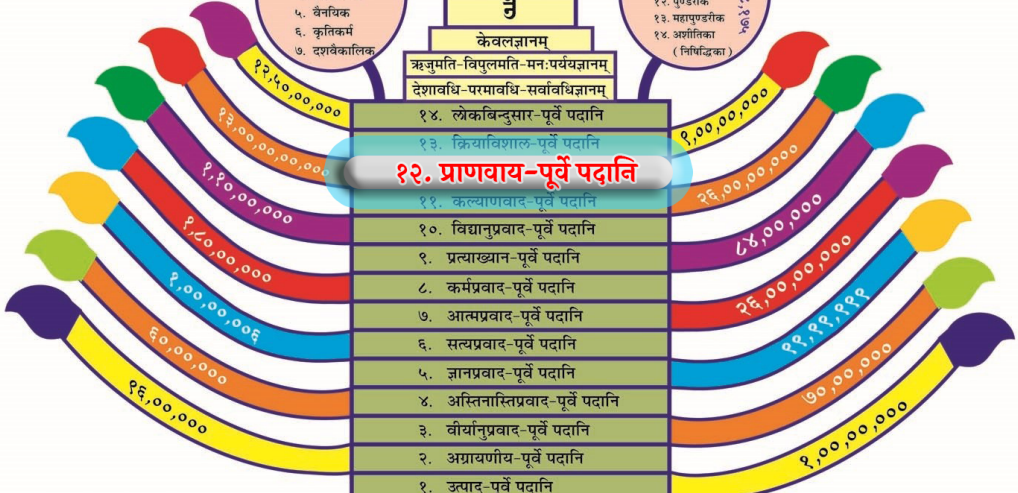 ५. वैनयिक
६. कृतिकर्म
७. दशवैकालिक
१२. पुण्डरीक
१३. महापुण्डरीक
१४. अशीतिका
(निषिद्धिका)
केवलज्ञानम्
ऋजुमति-विपुलमति-मन:पर्ययज्ञानम्
देशावधि-परमावधि-सर्वावधिज्ञानम्
१४. लोकबिन्दुसार-पूर्वे पदानि
१३. क्रियाविशाल-पूर्वे पदानि
१२. प्राणवाय-पूर्वे पदानि
११. कल्याणवाद-पूर्वे पदानि
१०. विद्यानुप्रवाद-पूर्वे पदानि
९. प्रत्याख्यान-पूर्वे पदानि
८. कर्मप्रवाद-पूर्वे पदानि
७. आत्मप्रवाद-पूर्वे पदानि
६. सत्यप्रवाद-पूर्वे पदानि
५. ज्ञानप्रवाद-पूर्वे पदानि
४. अस्तिनास्तिप्रवाद-पूर्वे पदानि
३. वीर्यानुप्रवाद-पूर्वे पदानि
२. अग्रायणीय-पूर्वे पदानि
१. उत्पाद-पूर्वे पदानि
१२,५०,००,०००
१३,००,००,०००
१,१०,००,०००
१,८०,००,०००
१,००,००,००६
६०,००,०००
९६,००,०००
९,००,००,०००
२६,००,००,०००
८४,००,०००
२६,००,००,०००
९९,९९,९९९
७०,००,०००
१,००,००,०००